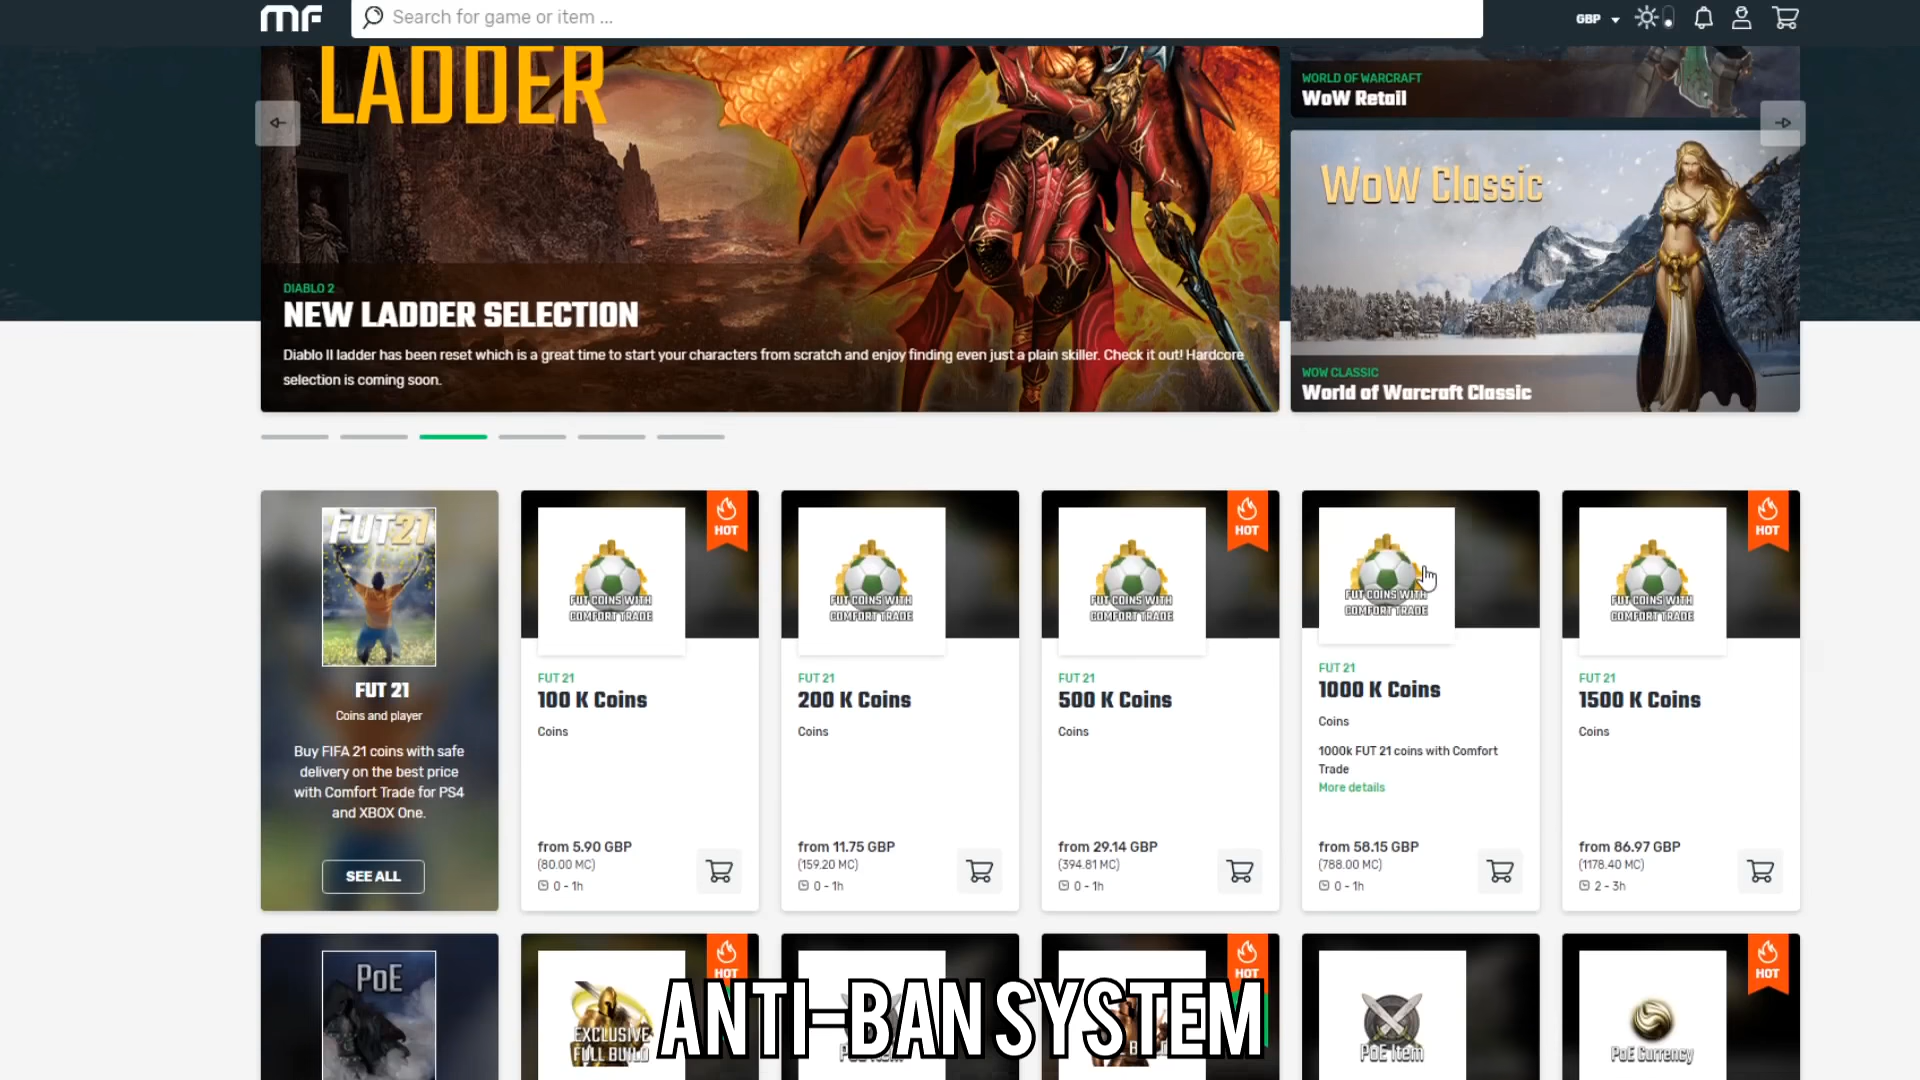 MF
Search for game or item ...
GBP
LADDER
DIABLO 2
NEW LADDER SELECTION
Diablo II ladder has been reset which is a great time to start your characters from scratch and enjoy finding even just a plain skiller. Check it out! Hardcore
selection is coming soon.
WORLD OF WARCRAFT
WoW Retail
WoW Classic
WOW CLASSIC
World of Warcraft Classic
FUT21
FUT 21
Coins and player
Buy FIFA 21 coins with safe
delivery on the best price
with Comfort Trade for PS4
and XBOX One.
SEE ALL
HOT
FUT COINS WITH
COMFORT TRADE
FUT 21
100 K Coins
Coins
from 5.90 GBP
(80.00 MC)
0 - 1h
FUT COINS WITH
COMFORT TRADE
FUT 21
200 K Coins
Coins
from 11.75 GBP
(159.20 MC)
0 - 1h
HOT
FUT COINS WITH
COMFORT TRADE
FUT 21
500 K Coins
Coins
from 29.14 GBP
(394.81 MC)
0 - 1h
FUT COINS WITH
COMFORT TRADE
FUT 21
1000 K Coins
Coins
1000k FUT 21 coins with Comfort
Trade
More details
from 58.15 GBP
(788.00 MC)
0 - 1h
HOT
FUT COINS WITH
COMFORT TRADE
FUT 21
1500 K Coins
Coins
from 86.97 GBP
(1178.40 MC)
2 - 3h
PoE
HOT
EXCLUSIVE
FULL BUILD
HOT
PoE Item
HOT
PoE Currency
ANTI-BAN SYSTEM